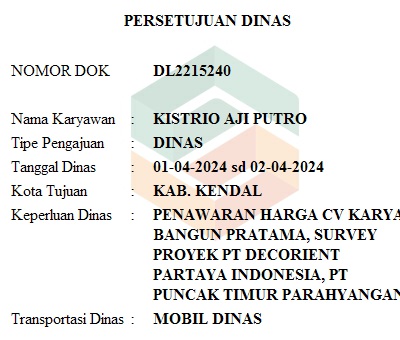 PERSETUJUAN DINAS
NOMOR DOK DL2215240
Nama Karyawan : KISTRIO AJI PUTRO
Tipe Pengajuan : DINAS
Tanggal Dinas : 01-04-2024 sd 02-04-2024
Kota Tujuan : KAB. KENDAL
Keperluan Dinas : PENAWARAN HARGA CV KARYA
BANGUN PRATAMA, SURVEY
PROYEK PT DECORIENT
PARTAYA INDONESIA, PT
PUNCAK TIMUR PARAHYANGAN
Transportasi Dinas : MOBIL DINAS